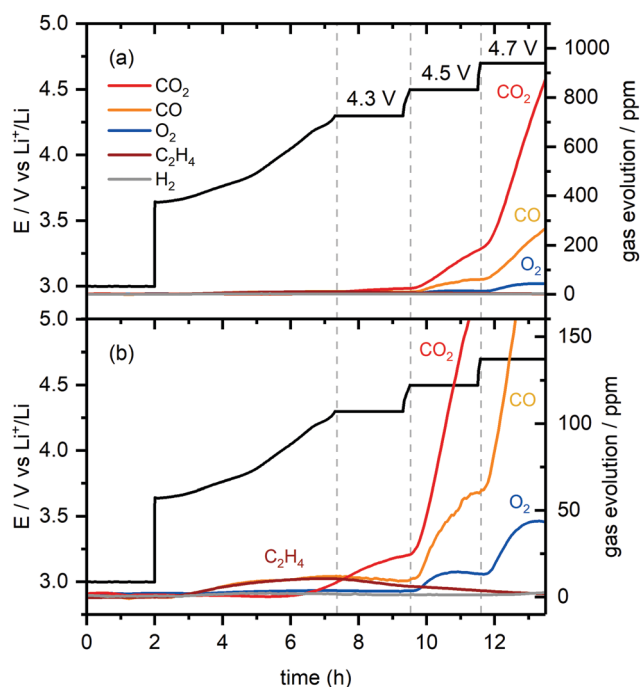 5.0
4.5
4.0
3.5
3.0
E / V vs Li⁺/Li
(a)
CO₂
CO
O₂
C₂H₄
H₂
4.3 V
4.5 V
4.7 V
CO₂
CO
O₂
1000
800
600
400
200
0
gas evolution / ppm
5.0
4.5
4.0
3.5
3.0
E / V vs Li⁺/Li
(b)
C₂H₄
CO₂
CO
O₂
150
100
50
0
gas evolution / ppm
0 2 4 6 8 10 12
time (h)